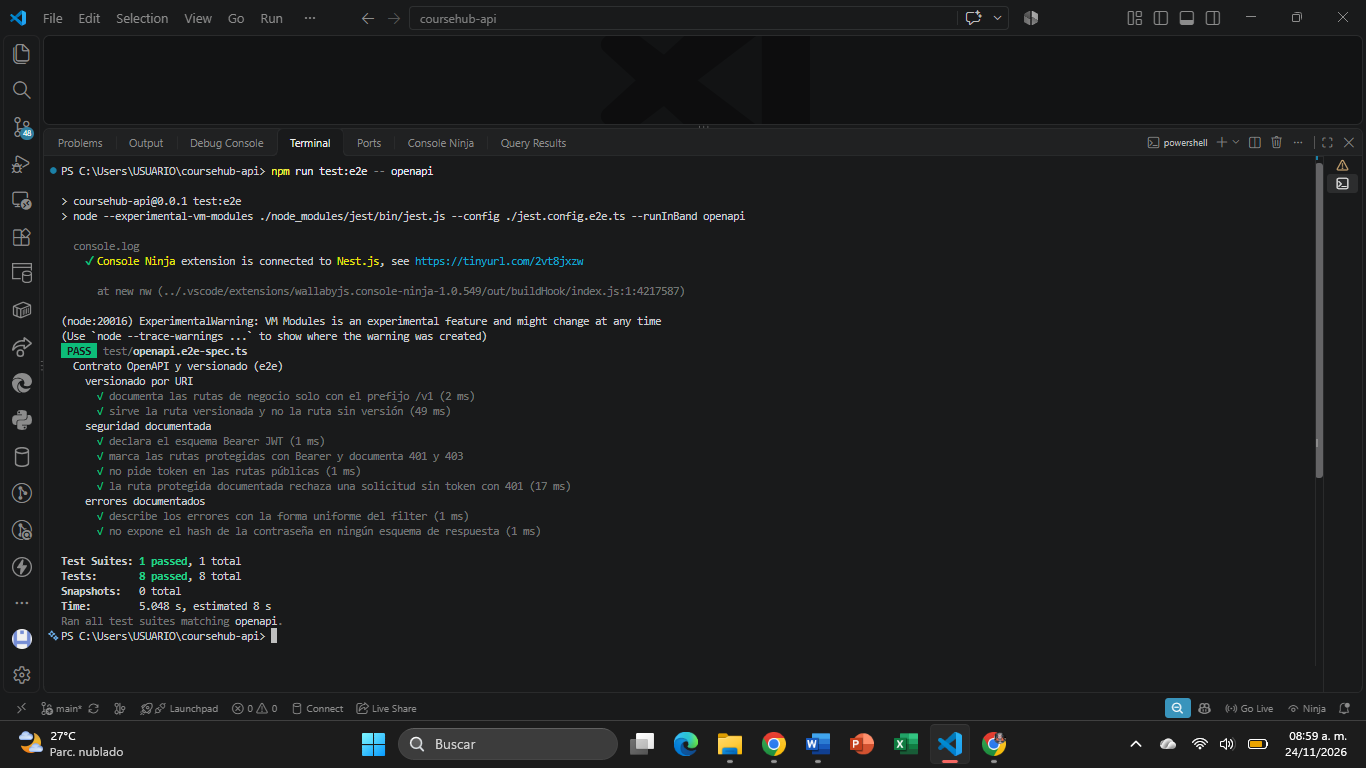 File Edit Selection View Go Run ··· coursehub-api
Problems Output Debug Console Terminal Ports Console Ninja Query Results powershell
PS C:\Users\USUARIO\coursehub-api> npm run test:e2e -- openapi
> coursehub-api@0.0.1 test:e2e
> node --experimental-vm-modules ./node_modules/jest/bin/jest.js --config ./jest.config.e2e.ts --runInBand openapi
console.log
✓ Console Ninja extension is connected to Nest.js, see https://tinyurl.com/2vt8jxzw
at new nw (../.vscode/extensions/wallabyjs.console-ninja-1.0.549/out/buildHook/index.js:1:4217587)
(node:20016) ExperimentalWarning: VM Modules is an experimental feature and might change at any time
(Use `node --trace-warnings ...` to show where the warning was created)
PASS test/openapi.e2e-spec.ts
Contrato OpenAPI y versionado (e2e)
versionado por URI
√ documenta las rutas de negocio solo con el prefijo /v1 (2 ms)
√ sirve la ruta versionada y no la ruta sin versión (49 ms)
seguridad documentada
√ declara el esquema Bearer JWT (1 ms)
√ marca las rutas protegidas con Bearer y documenta 401 y 403
√ no pide token en las rutas públicas (1 ms)
√ la ruta protegida documentada rechaza una solicitud sin token con 401 (17 ms)
errores documentados
√ describe los errores con la forma uniforme del filter (1 ms)
√ no expone el hash de la contraseña en ningún esquema de respuesta (1 ms)
Test Suites: 1 passed, 1 total
Tests: 8 passed, 8 total
Snapshots: 0 total
Time: 5.048 s, estimated 8 s
Ran all test suites matching openapi.
PS C:\Users\USUARIO\coursehub-api>
48
main* Launchpad 0 0 Connect Live Share Go Live Ninja
27°C
Parc. nublado
Buscar
08:59 a. m.
24/11/2026